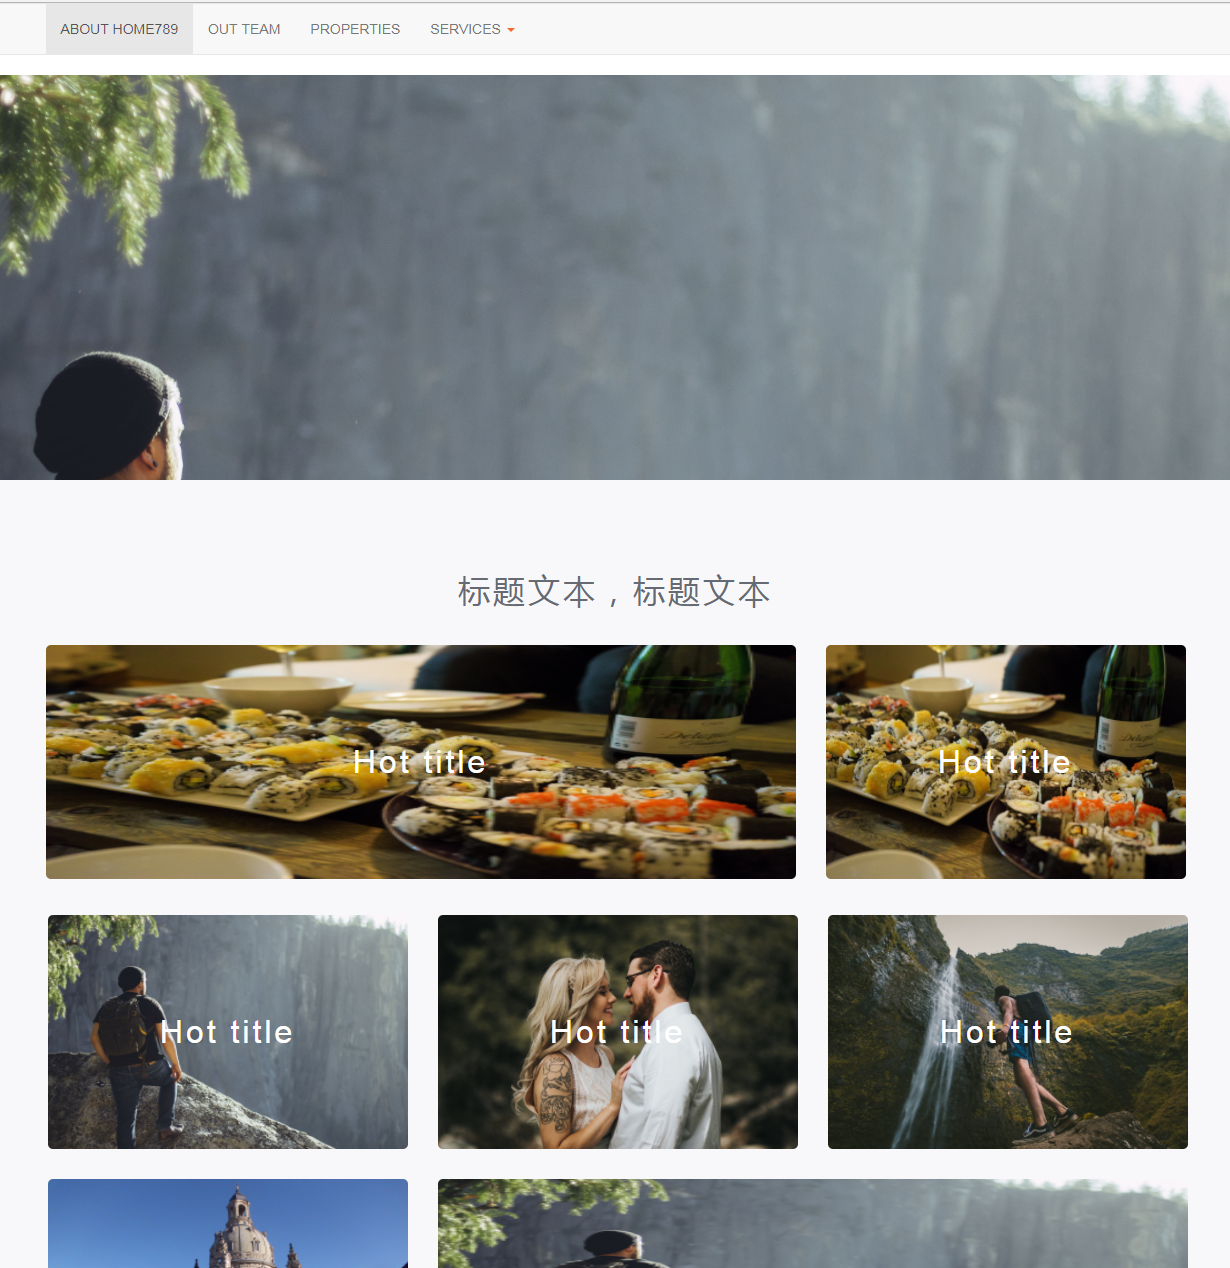 ABOUT HOME789 OUT TEAM PROPERTIES SERVICES
标题文本，标题文本
Hot title Hot title
Hot title Hot title Hot title